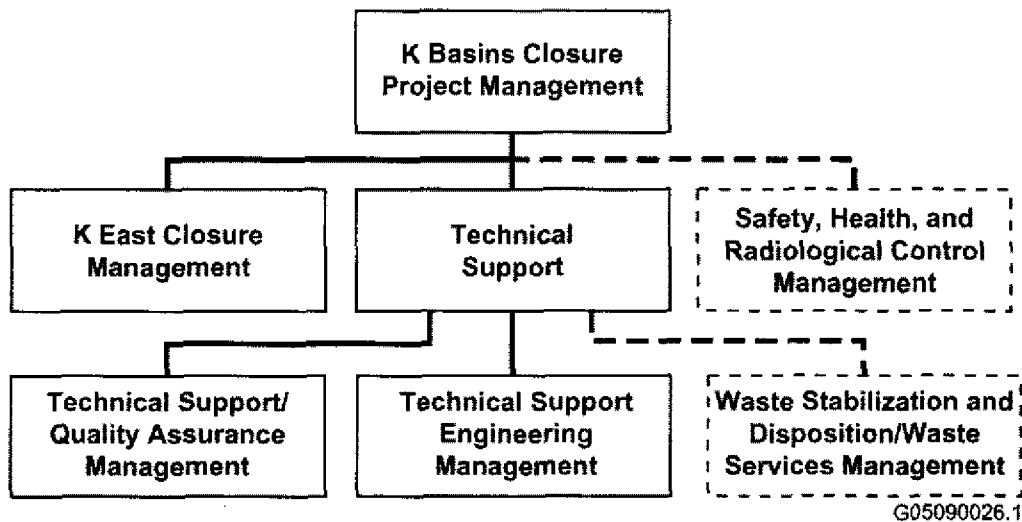 K Basins Closure
Project Management
K East Closure
Management
Technical
Support
Safety, Health, and
Radiological Control
Management
Technical Support/
Quality Assurance
Management
Technical Support
Engineering
Management
Waste Stabilization and
Disposition/Waste
Services Management
G05090026.1